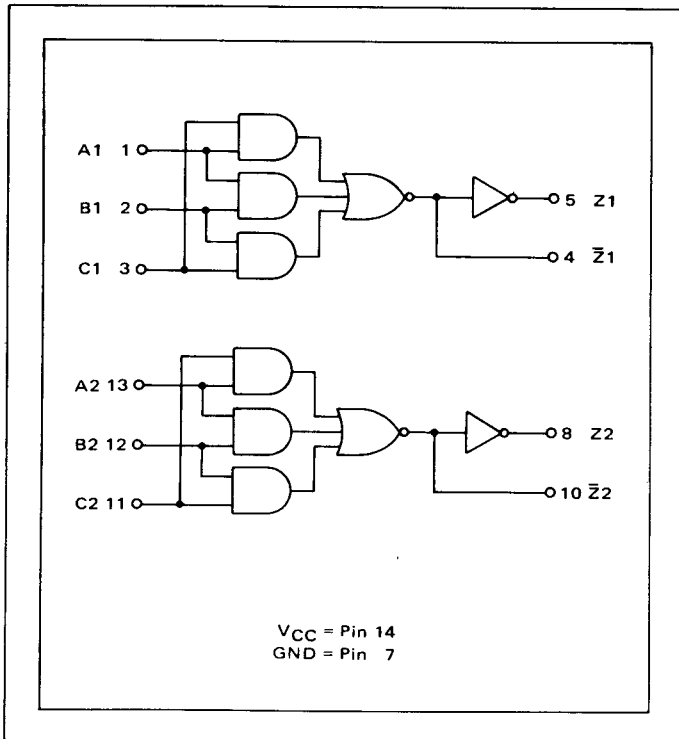 A1 1
B1 2
C1 3
5 Z1
4 Z̅1
A2 13
B2 12
C2 11
8 Z2
10 Z̅2
VCC = Pin 14
GND = Pin 7